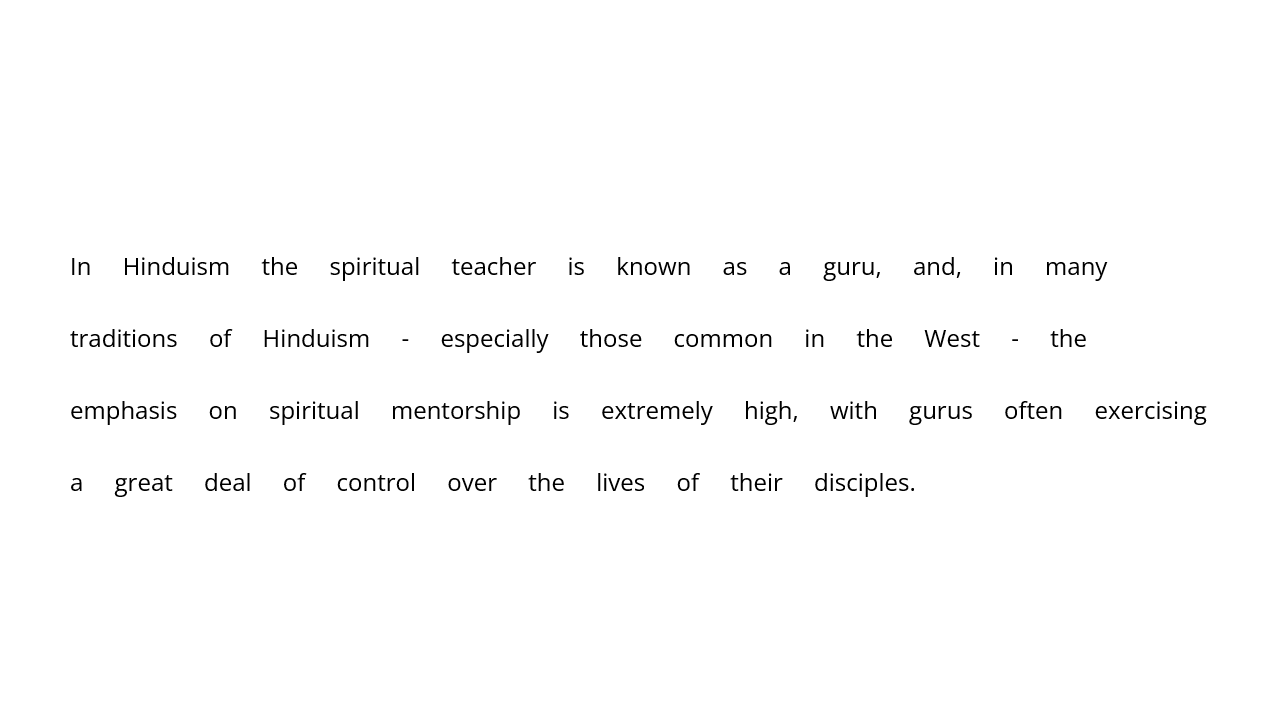 In Hinduism the spiritual teacher is known as a guru, and, in many
traditions of Hinduism - especially those common in the West - the
emphasis on spiritual mentorship is extremely high, with gurus often exercising
a great deal of control over the lives of their disciples.